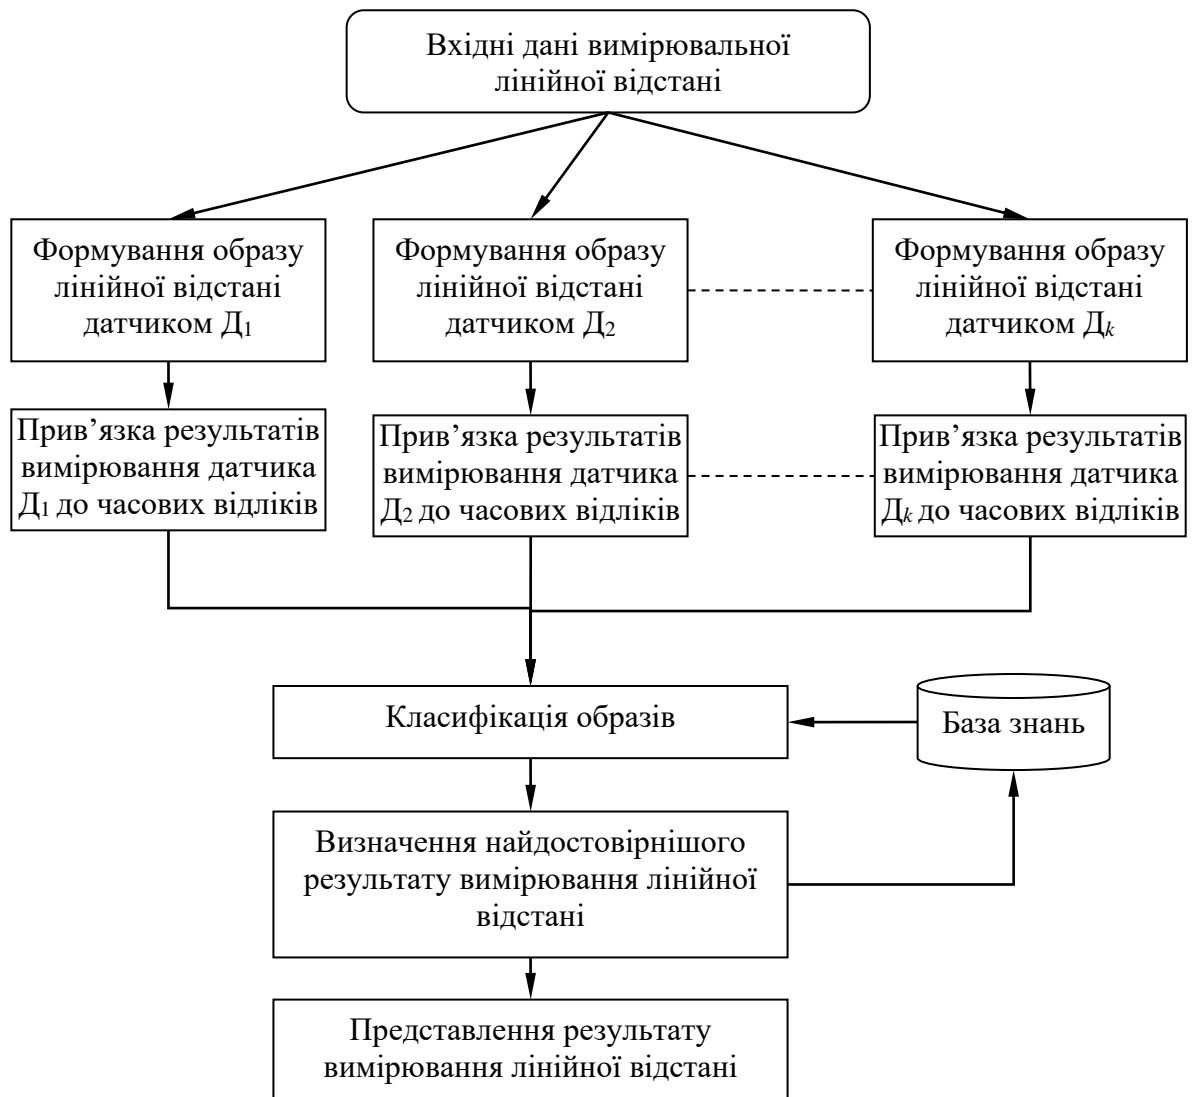 Вхідні дані вимірювальної
лінійної відстані
Формування образу
лінійної відстані
датчиком Д1
Формування образу
лінійної відстані
датчиком Д2
Формування образу
лінійної відстані
датчиком Дk
Прив’язка результатів
вимірювання датчика
Д1 до часових відліків
Прив’язка результатів
вимірювання датчика
Д2 до часових відліків
Прив’язка результатів
вимірювання датчика
Дk до часових відліків
Класифікація образів
База знань
Визначення найдостовірнішого
результату вимірювання лінійної
відстані
Представлення результату
вимірювання лінійної відстані